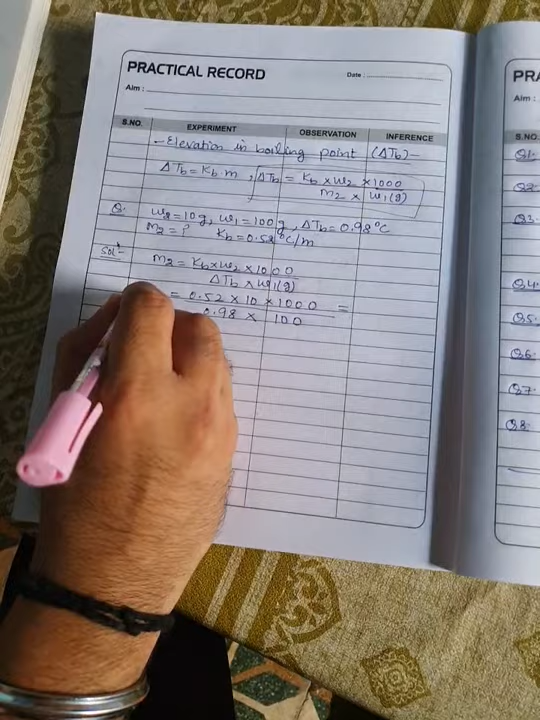 PRACTICAL RECORD
Date :
Aim :
S.NO. EXPERIMENT OBSERVATION INFERENCE
- Elevation in boiling point (ΔTb) -
ΔTb = Kb m , ΔTb = Kb × w2 × 1000
m2 × w1(g)
Q. w2 = 10 g, w1 = 100 g, ΔTb = 0.98°C
m2 = ? Kb = 0.52 °C/m
Sol- m2 = Kb × w2 × 1000
ΔTb × w1(g)
= 0.52 × 10 × 1000 =
0.98 × 100
PRA
Aim :
S.NO.
Q1.
Q2.
Q3.
Q4.
Q5.
Q6.
Q7.
Q8.